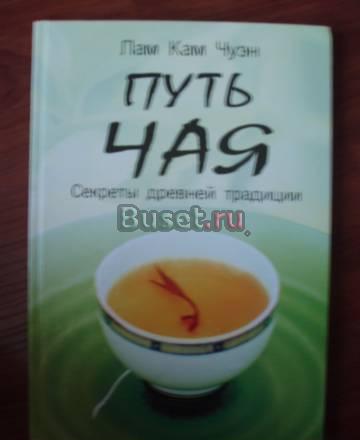 Лам Кам Чуэн
ПУТЬ
ЧАЯ
Секреты древней традиции
Buset.ru